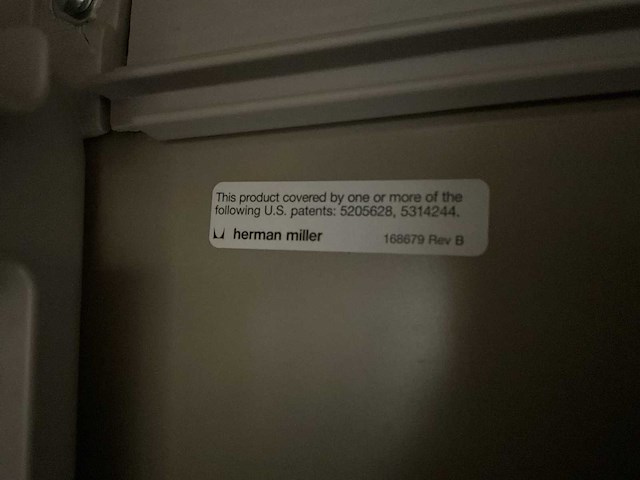 This product covered by one or more of the
following U.S. patents: 5205628, 5314244.
herman miller 168679 Rev B